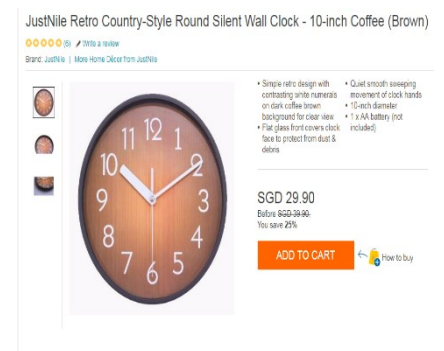 JustNile Retro Country-Style Round Silent Wall Clock - 10-inch Coffee (Brown)
(6) Write a review
Brand: JustNile | More Home Décor from JustNile
• Simple retro design with
contrasting white numerals
on dark coffee brown
background for clear view
• Flat glass front covers clock
face to protect from dust &
debris
• Quiet smooth sweeping
movement of clock hands
• 10-inch diameter
• 1 x AA battery (not
included)
11 12 1
10 2
9 3
8 4
7 6 5
SGD 29.90
Before SGD 39.90
You save 25%
ADD TO CART
How to buy